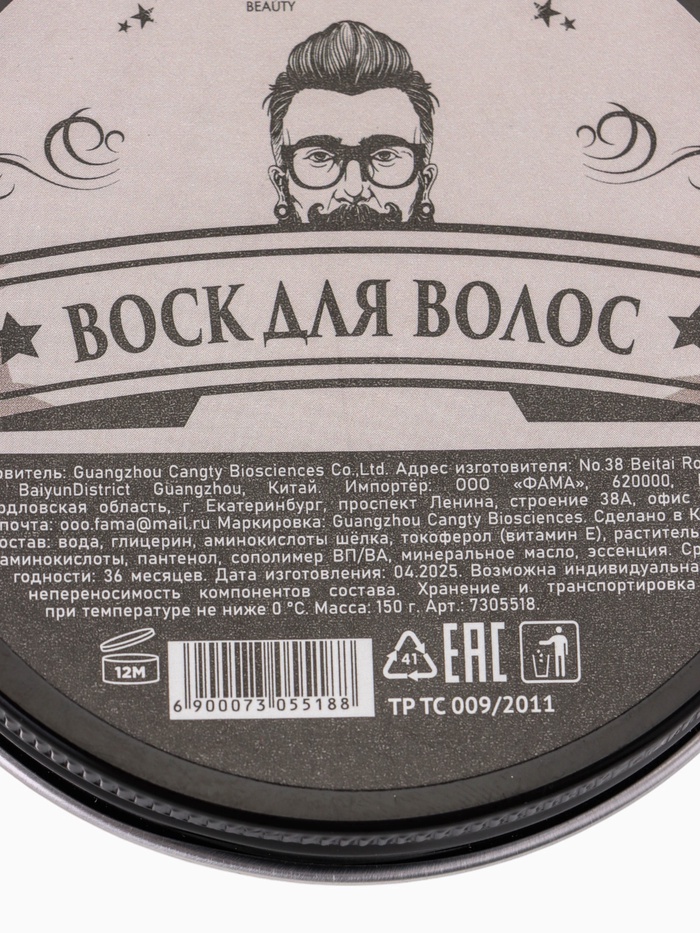 BEAUTY
ВОСК ДЛЯ ВОЛОС
овитель: Guangzhou Cangty Biosciences Co.,Ltd. Адрес изготовителя: No.38 Beitai Ro
BaiyunDistrict Guangzhou, Китай. Импортёр: ООО «ФАМА», 620000,
рдловская область, г. Екатеринбург, проспект Ленина, строение 38А, офис
почта: ooo.fama@mail.ru Маркировка: Guangzhou Cangty Biosciences. Сделано в К
остав: вода, глицерин, аминокислоты шёлка, токоферол (витамин Е), раститель
аминокислоты, пантенол, сополимер ВП/ВА, минеральное масло, эссенция. Ср
годности: 36 месяцев. Дата изготовления: 04.2025. Возможна индивидуальна
непереносимость компонентов состава. Хранение и транспортировка
при температуре не ниже 0 °С. Масса: 150 г. Арт.: 7305518.
12M
41
EAC
6 900073 055188
ТР ТС 009/2011